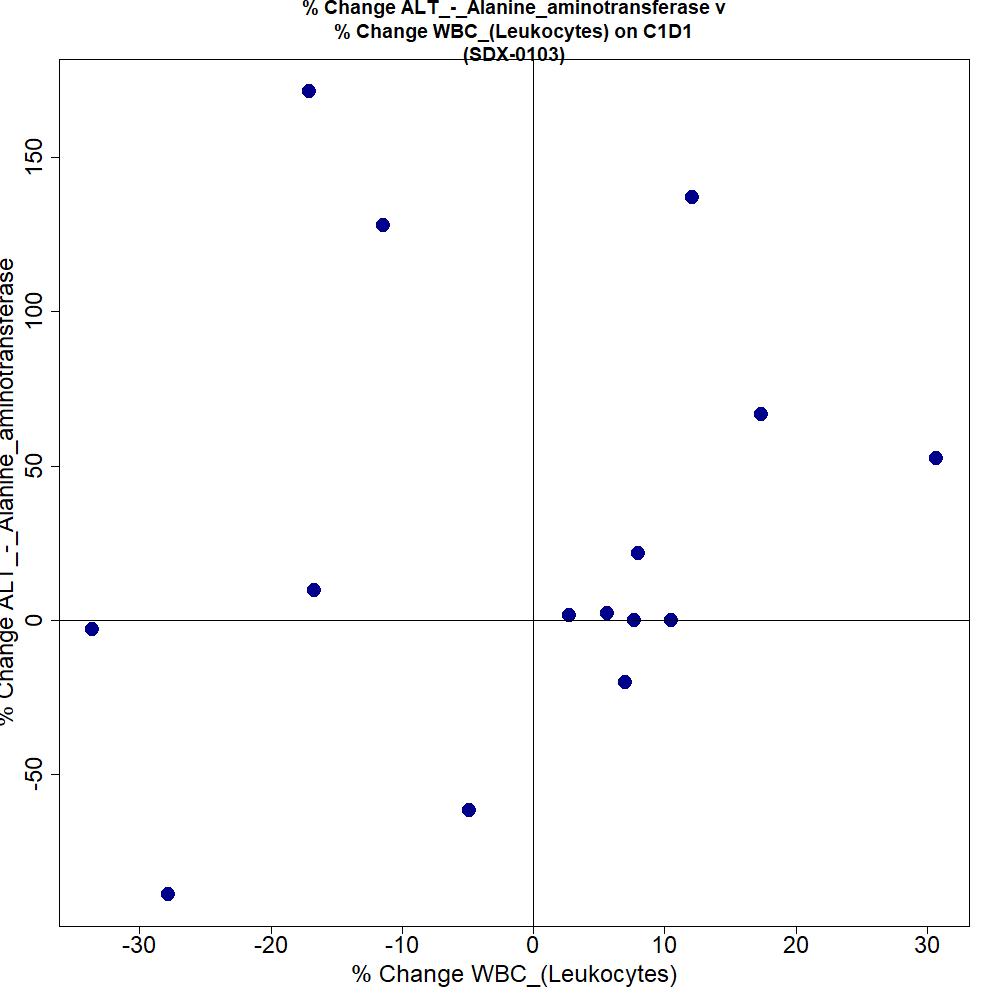 % Change ALT_-_Alanine_aminotransferase v
% Change WBC_(Leukocytes) on C1D1
(SDX-0103)
% Change ALT_-_Alanine_aminotransferase
150
100
50
0
-50
-30
-20
-10
0
10
20
30
% Change WBC_(Leukocytes)